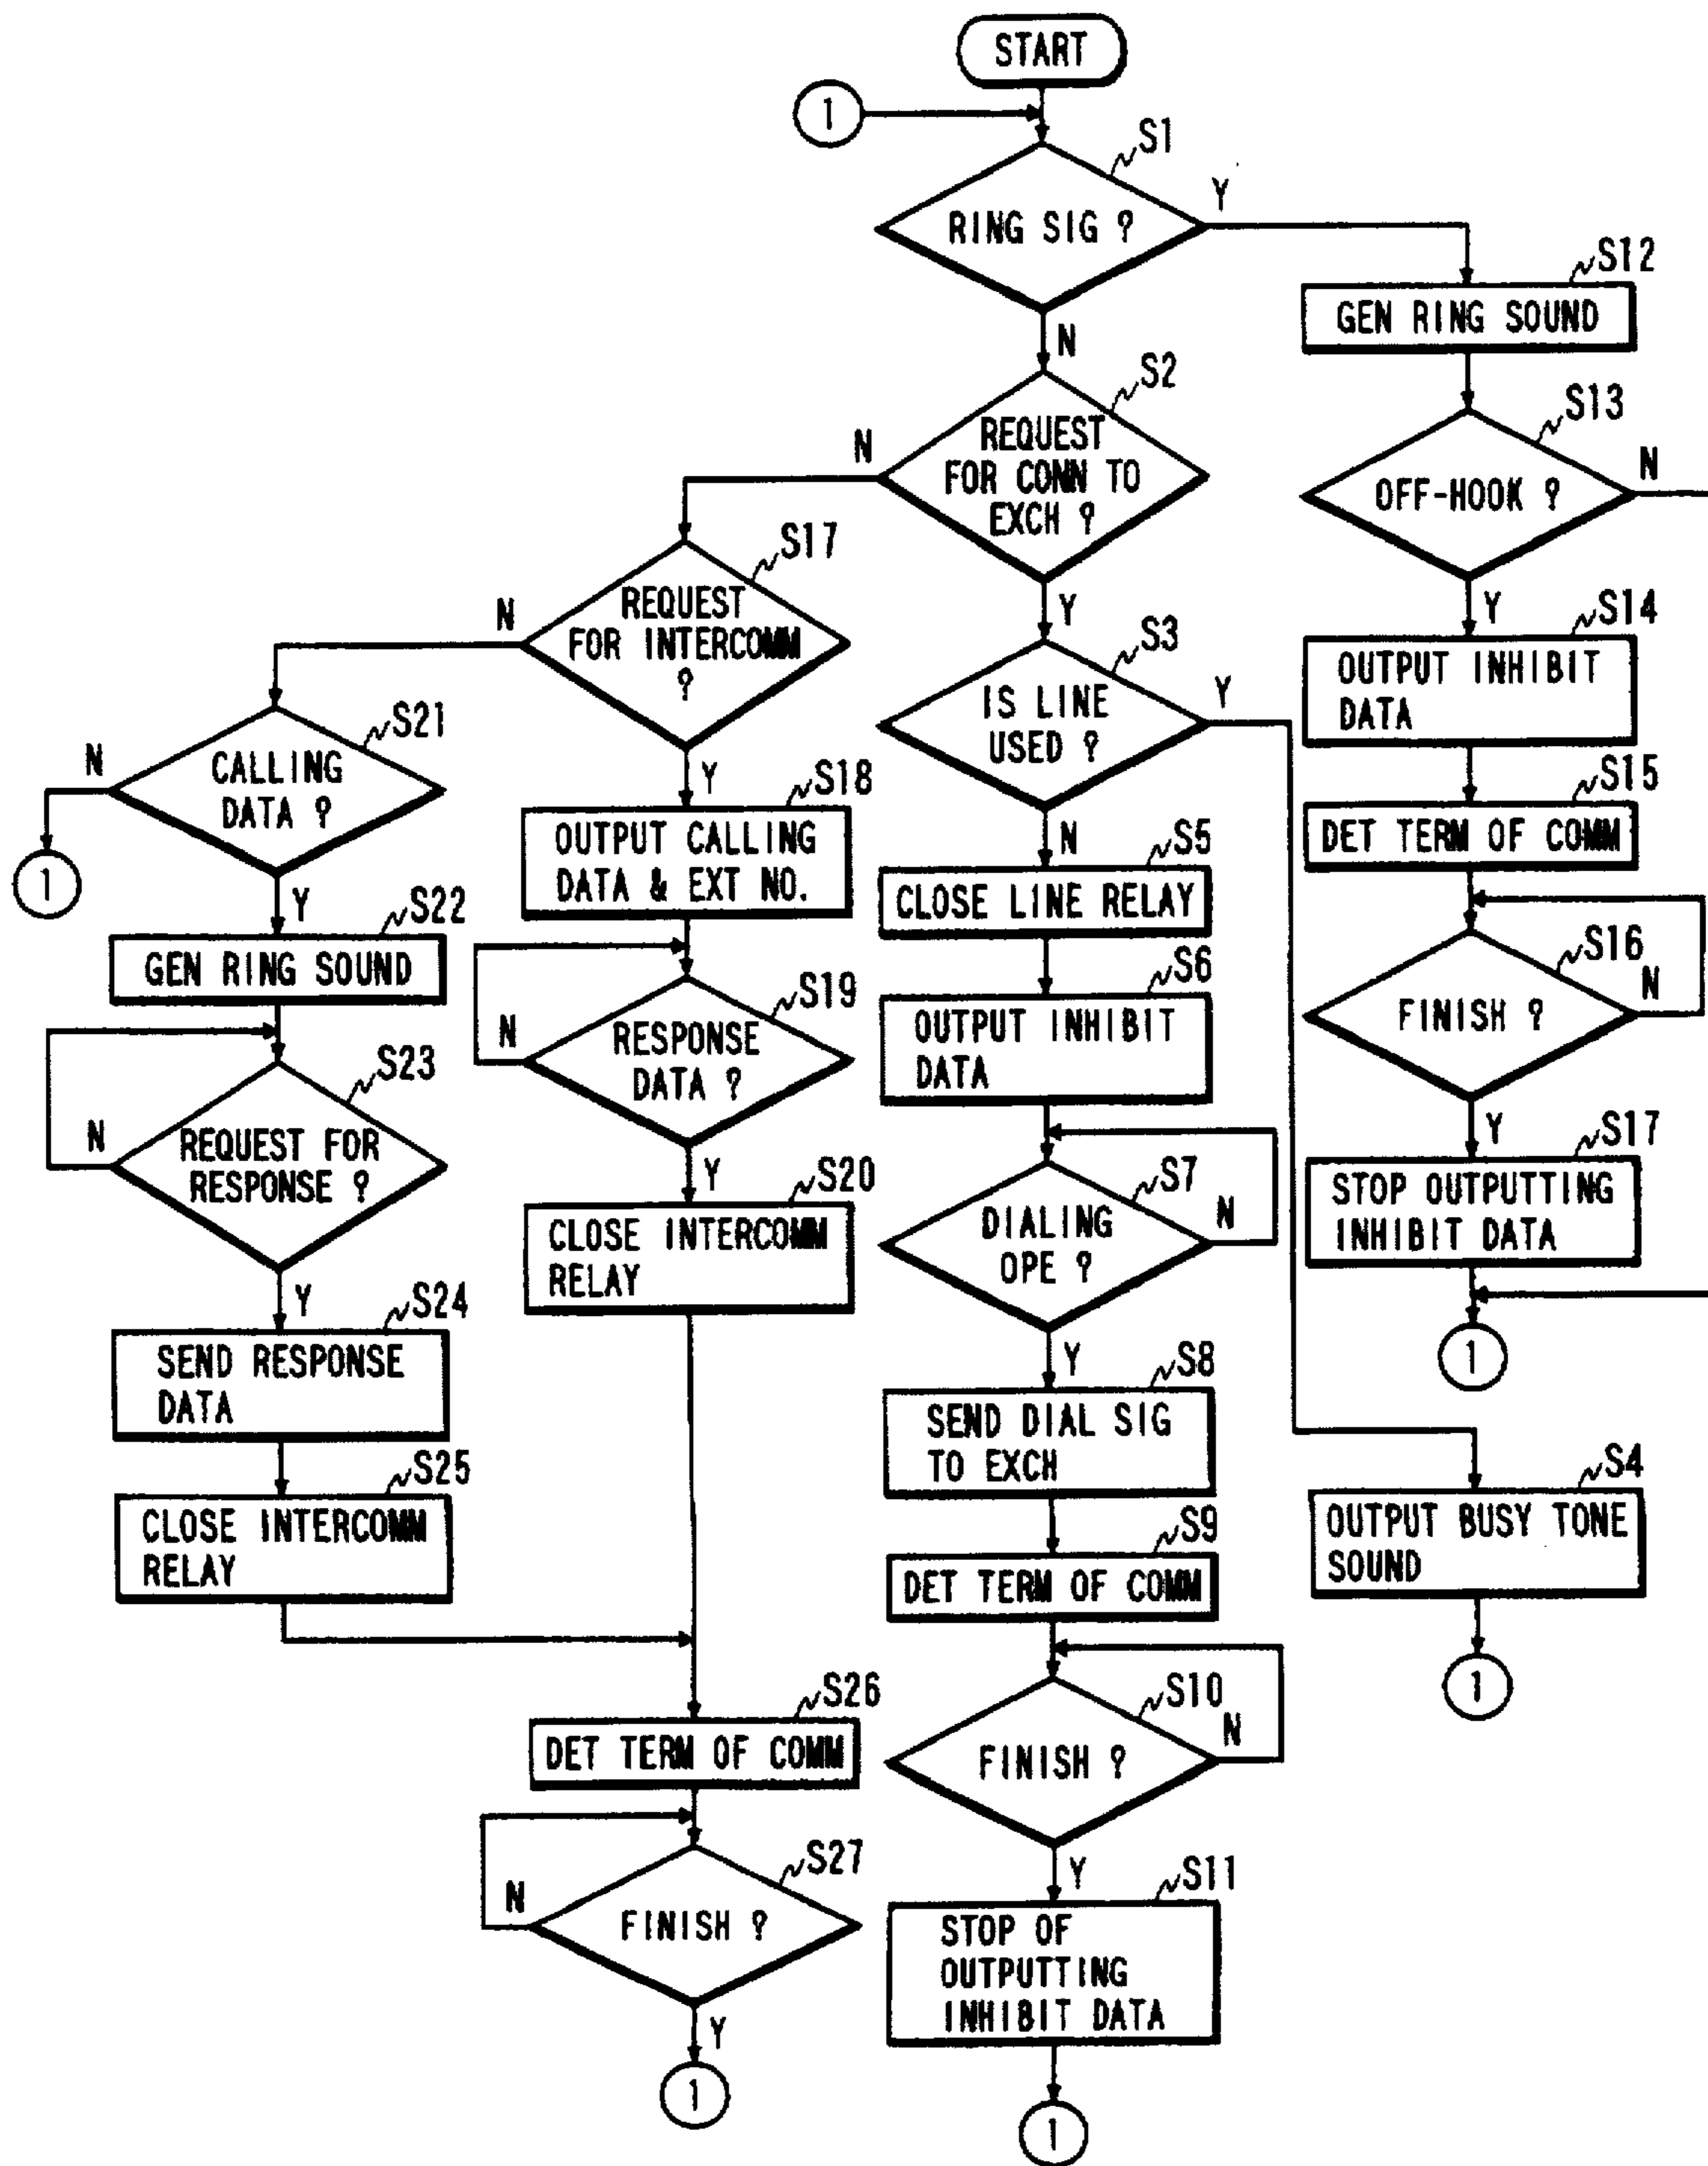 START
1
S1
RING SIG ?
Y
N
S12
GEN RING SOUND
S13
OFF-HOOK ?
N
Y
S14
OUTPUT INHIBIT
DATA
S15
DET TERM OF COMM
S16
FINISH ?
N
Y
S17
STOP OUTPUTTING
INHIBIT DATA
1
S2
REQUEST
FOR CONN TO
EXCH ?
N
Y
S3
IS LINE
USED ?
Y
N
S4
OUTPUT BUSY TONE
SOUND
1
S5
CLOSE LINE RELAY
S6
OUTPUT INHIBIT
DATA
S7
DIALING
OPE ?
N
Y
S8
SEND DIAL SIG
TO EXCH
S9
DET TERM OF COMM
S10
FINISH ?
N
Y
S11
STOP OF
OUTPUTTING
INHIBIT DATA
1
S17
REQUEST
FOR INTERCOMM
?
N
Y
S18
OUTPUT CALLING
DATA & EXT NO.
S19
RESPONSE
DATA ?
N
Y
S20
CLOSE INTERCOMM
RELAY
S21
CALLING
DATA ?
N
1
Y
S22
GEN RING SOUND
S23
REQUEST FOR
RESPONSE ?
N
Y
S24
SEND RESPONSE
DATA
S25
CLOSE INTERCOMM
RELAY
S26
DET TERM OF COMM
S27
FINISH ?
N
Y
1